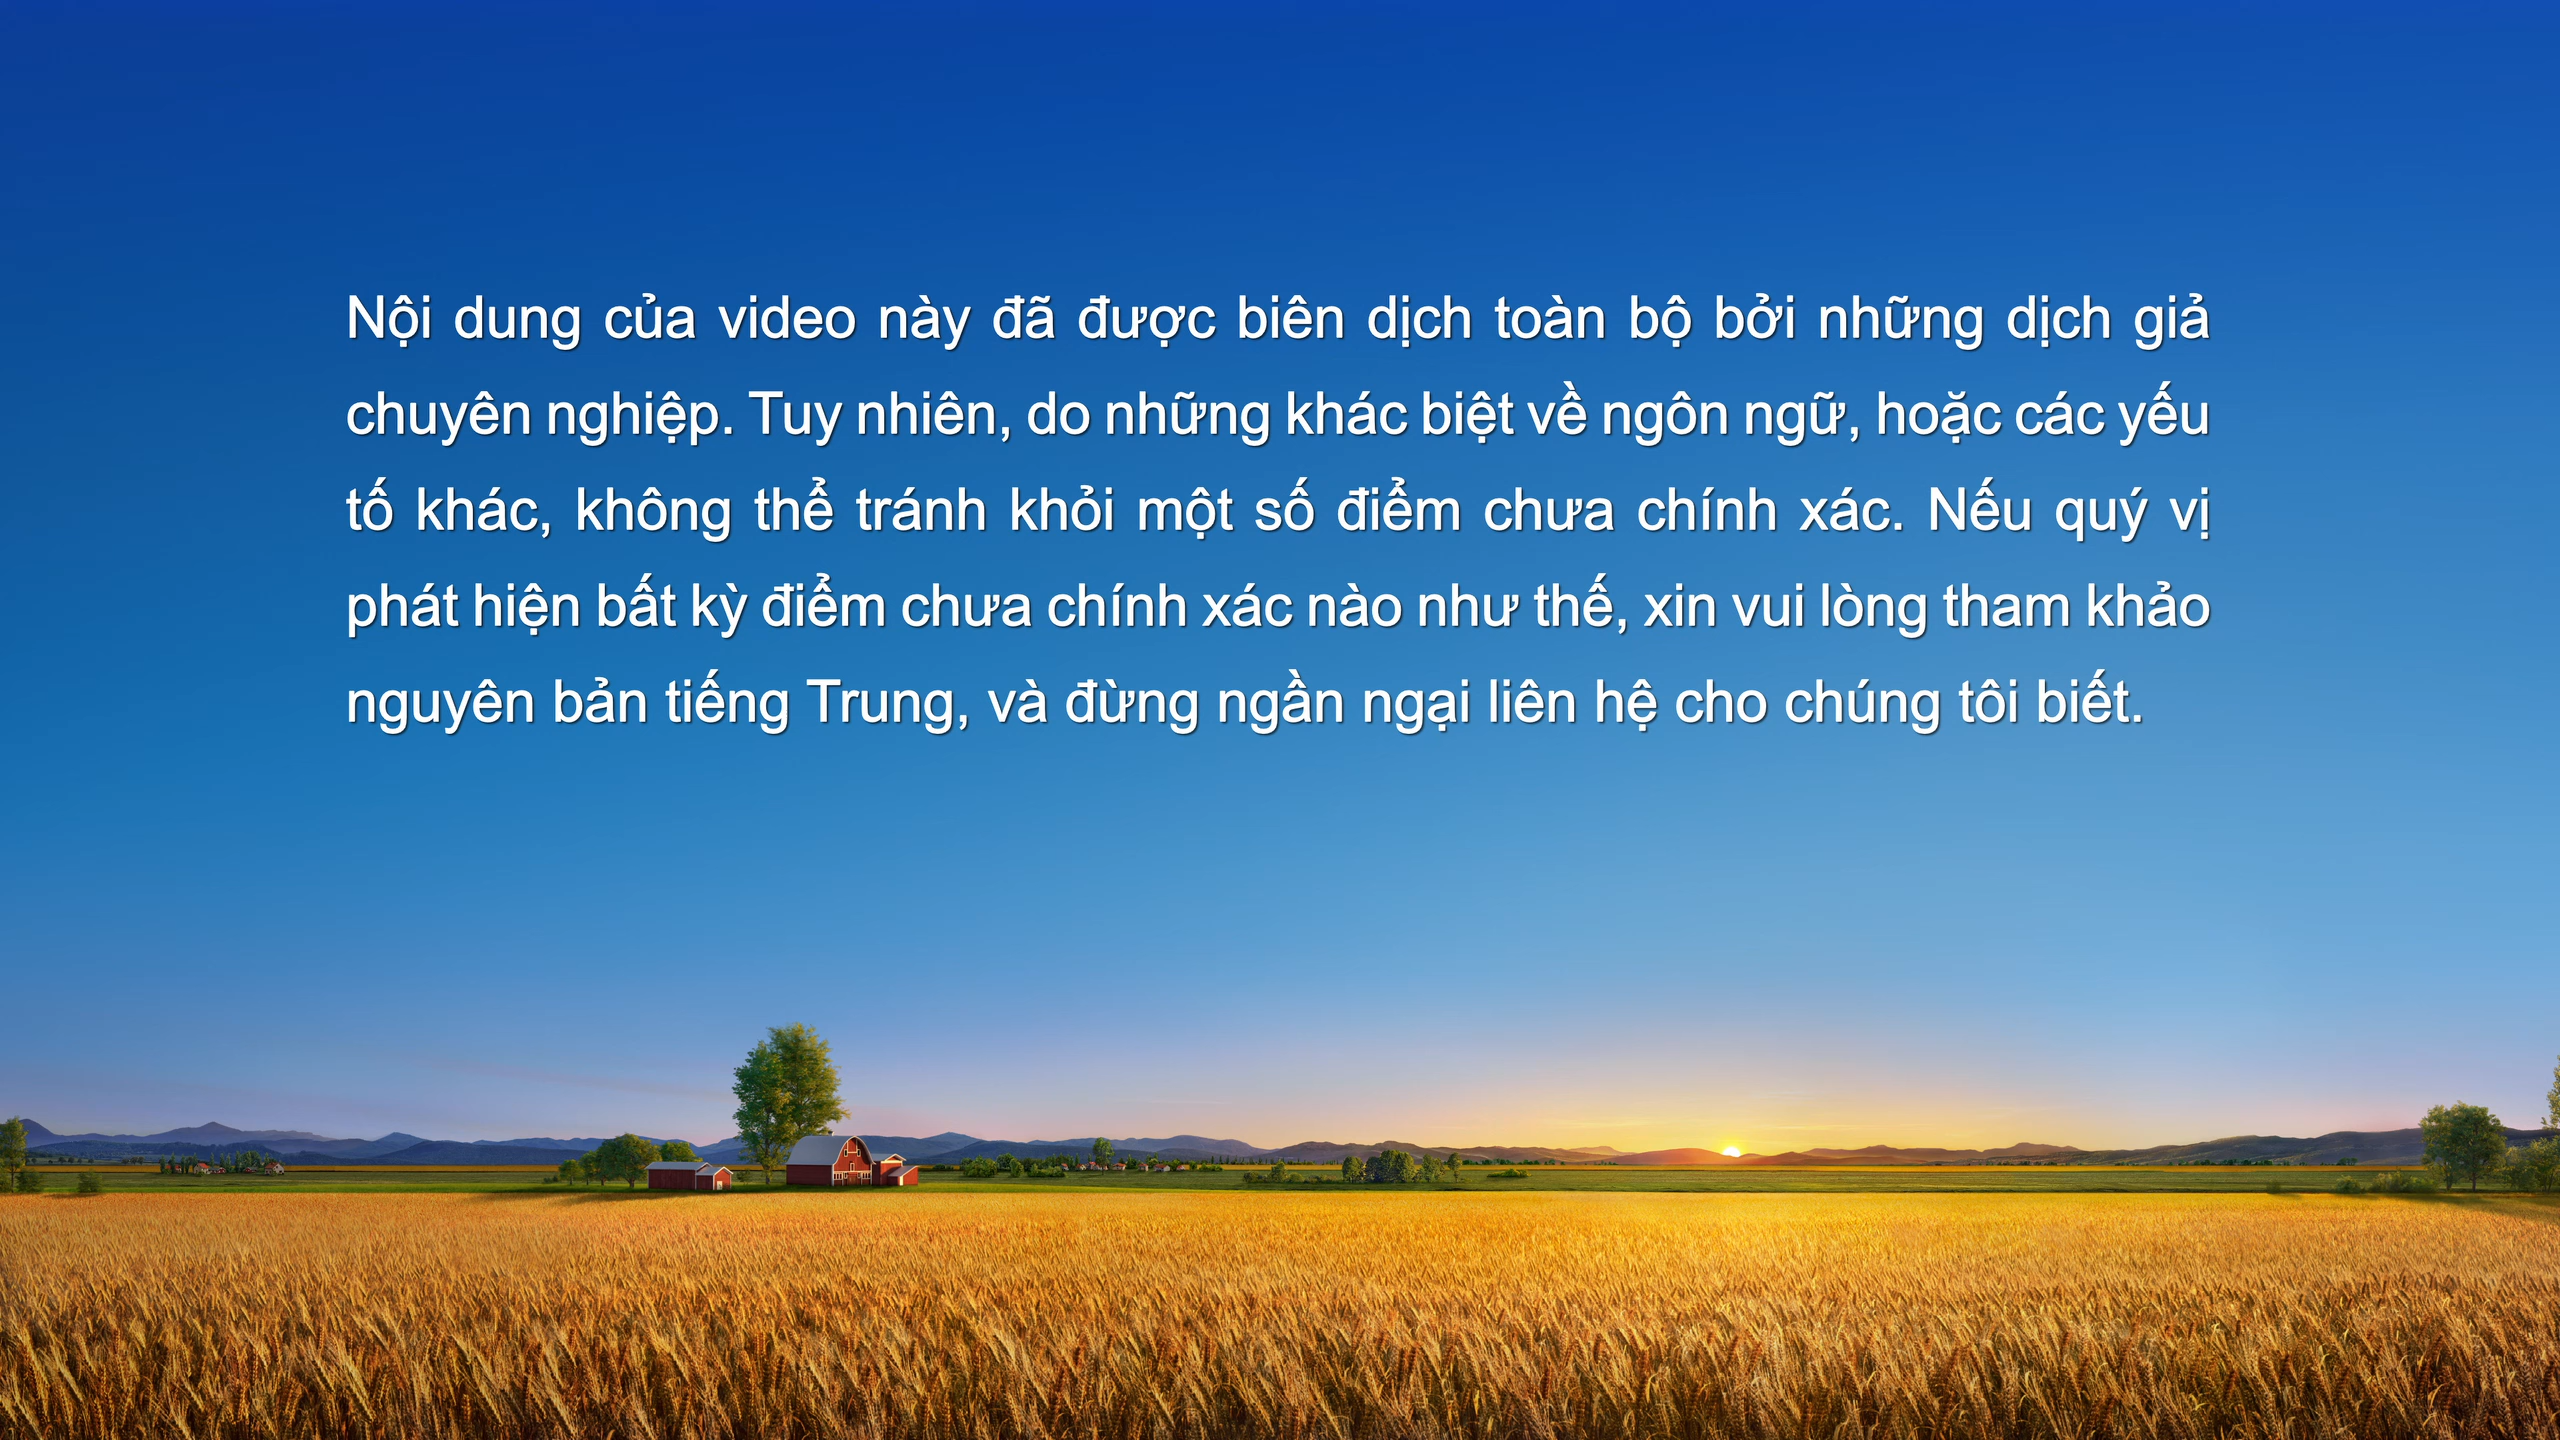 Nội dung của video này đã được biên dịch toàn bộ bởi những dịch giả
chuyên nghiệp. Tuy nhiên, do những khác biệt về ngôn ngữ, hoặc các yếu
tố khác, không thể tránh khỏi một số điểm chưa chính xác. Nếu quý vị
phát hiện bất kỳ điểm chưa chính xác nào như thế, xin vui lòng tham khảo
nguyên bản tiếng Trung, và đừng ngần ngại liên hệ cho chúng tôi biết.